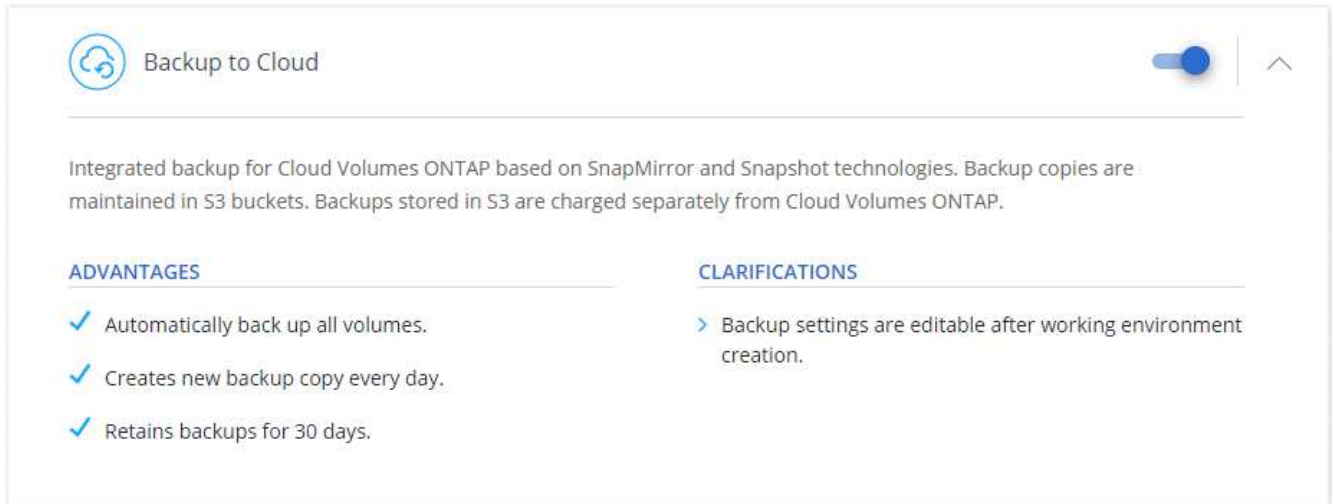 Backup to Cloud
Integrated backup for Cloud Volumes ONTAP based on SnapMirror and Snapshot technologies. Backup copies are
maintained in S3 buckets. Backups stored in S3 are charged separately from Cloud Volumes ONTAP.
ADVANTAGES
Automatically back up all volumes.
Creates new backup copy every day.
Retains backups for 30 days.
CLARIFICATIONS
Backup settings are editable after working environment
creation.